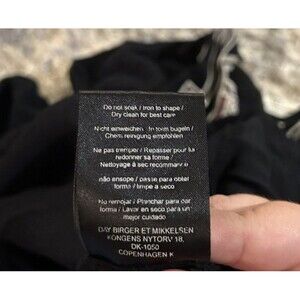 Do not soak / Iron to shape /
Dry clean for best care
Nicht einweichen / In form bugeln /
Chem reinigung empfohlen
Ne pas tremper / Repasser pour lui
redonner sa forme /
Nettoyage à sec recommandé
não ensope / paste para obter
forma / limpe a seco
No remojar / Planchar para dar
forma / Lavar en seco para un
mejor cuidado
DAY BIRGER ET MIKKELSEN
KONGENS NYTORV 18,
DK-1050
COPENHAGEN K